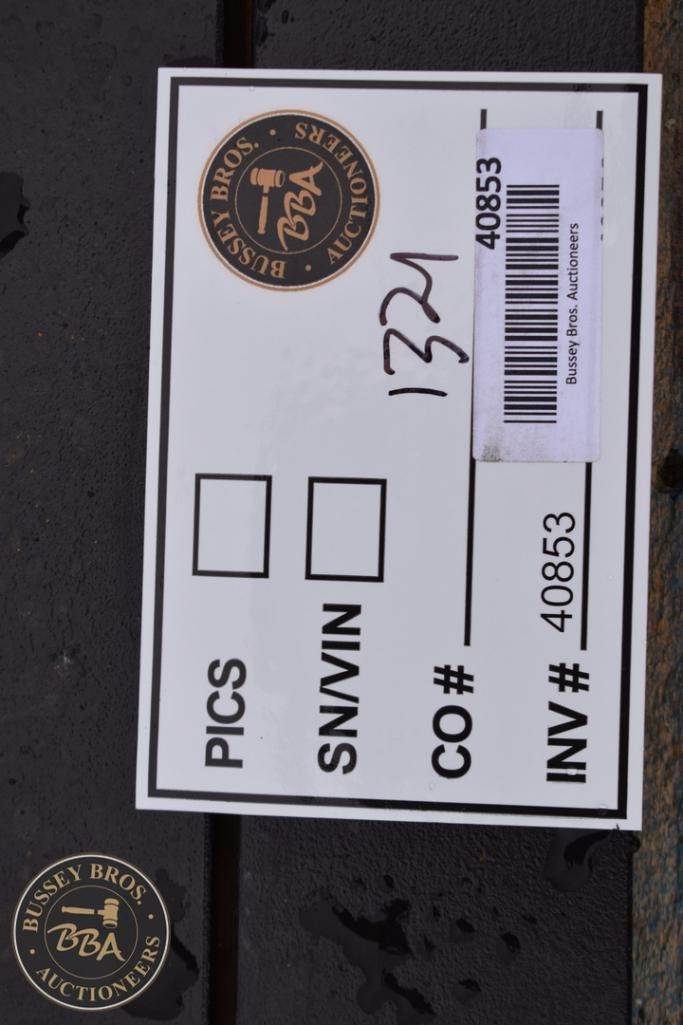 PICS
SN/VIN
CO #
INV # 40853
1321
BUSSEY BROS. • AUCTIONEERS •
BBA
40853
Bussey Bros. Auctioneers
BUSSEY BROS. • AUCTIONEERS •
BBA